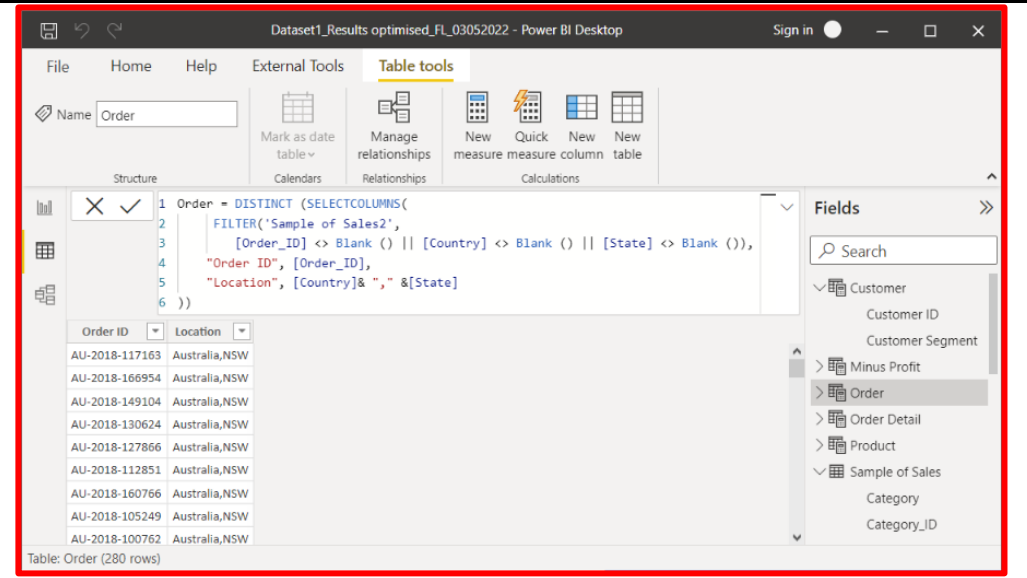 Dataset1_Results optimised_FL_03052022 - Power BI Desktop
Sign in
File Home Help External Tools Table tools
Name Order
Mark as date table
Manage relationships
New measure
Quick measure
New column
New table
Structure Calendars Relationships Calculations
1 Order = DISTINCT (SELECTCOLUMNS(
2 FILTER('Sample of Sales2',
3 [Order_ID] <> Blank () || [Country] <> Blank () || [State] <> Blank ()),
4 "Order ID", [Order_ID],
5 "Location", [Country]& "," &[State]
6 ))
Order ID Location
AU-2018-117163 Australia,NSW
AU-2018-166954 Australia,NSW
AU-2018-149104 Australia,NSW
AU-2018-130624 Australia,NSW
AU-2018-127866 Australia,NSW
AU-2018-112851 Australia,NSW
AU-2018-160766 Australia,NSW
AU-2018-105249 Australia,NSW
AU-2018-100762 Australia,NSW
Fields
Search
Customer
Customer ID
Customer Segment
Minus Profit
Order
Order Detail
Product
Sample of Sales
Category
Category_ID
Table: Order (280 rows)